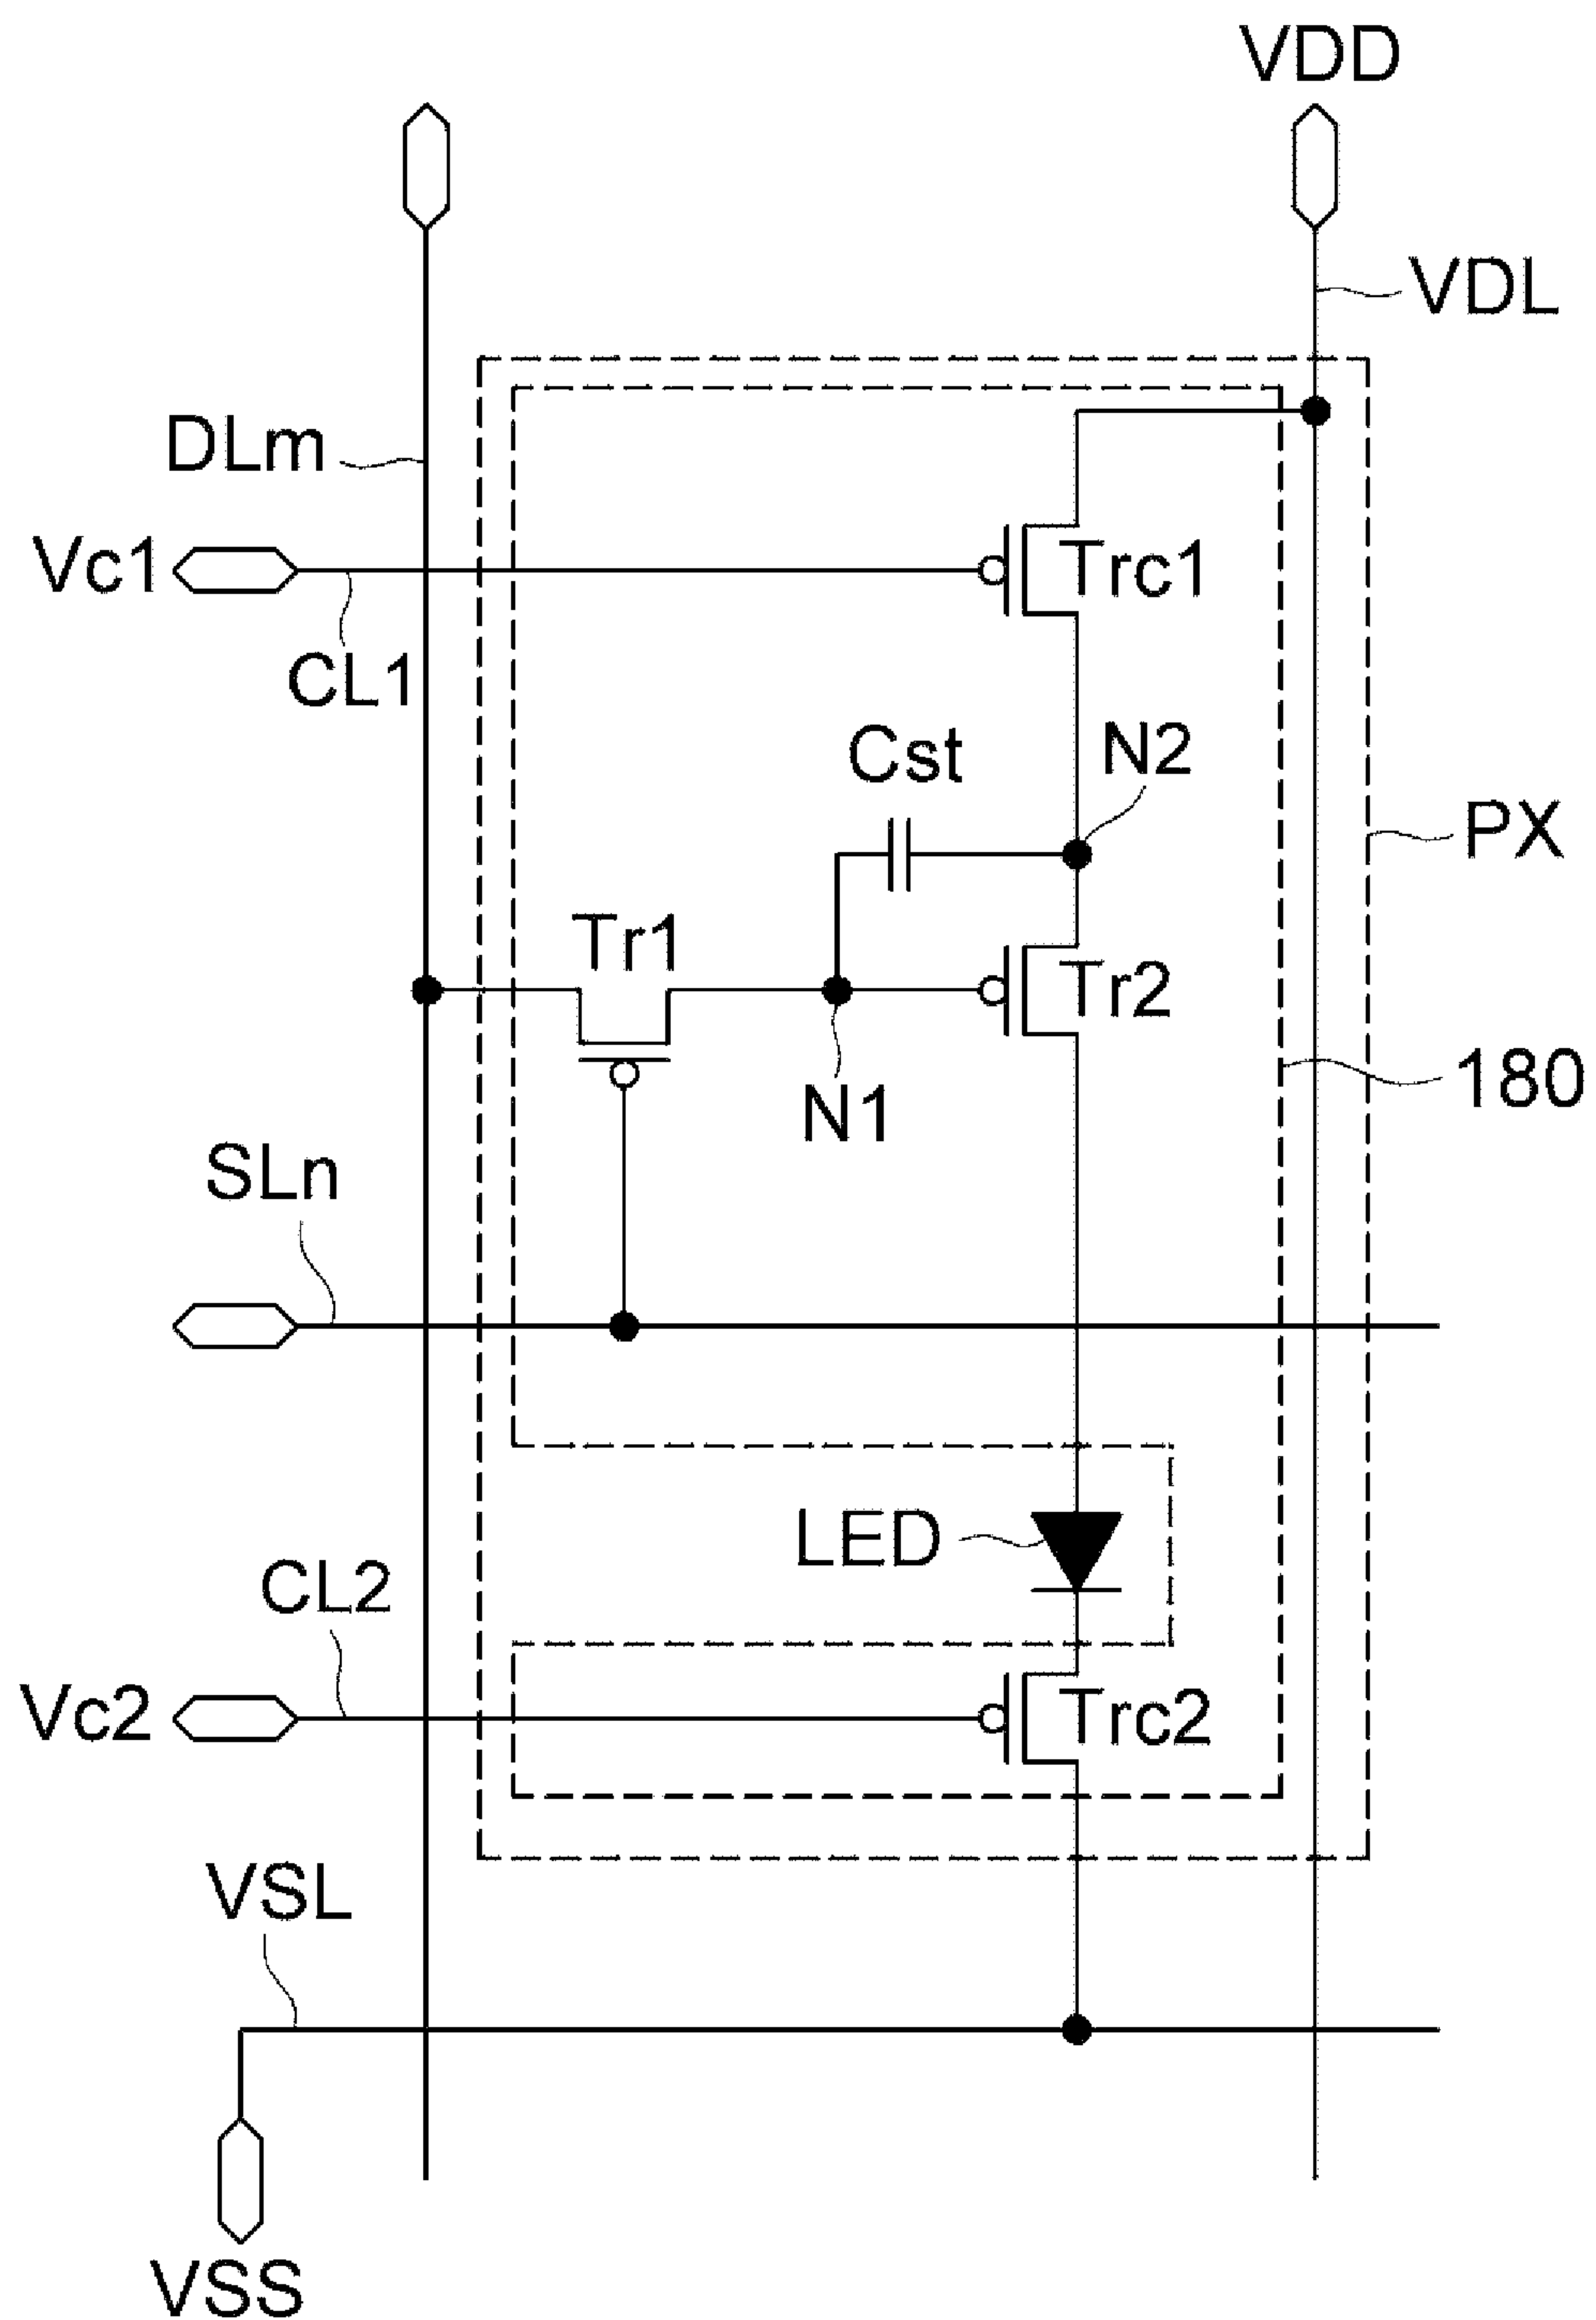 VDD
VDL
DLm
Vc1
Trc1
CL1
Cst
N2
PX
Tr1
Tr2
180
N1
SLn
LED
CL2
Vc2
Trc2
VSL
VSS